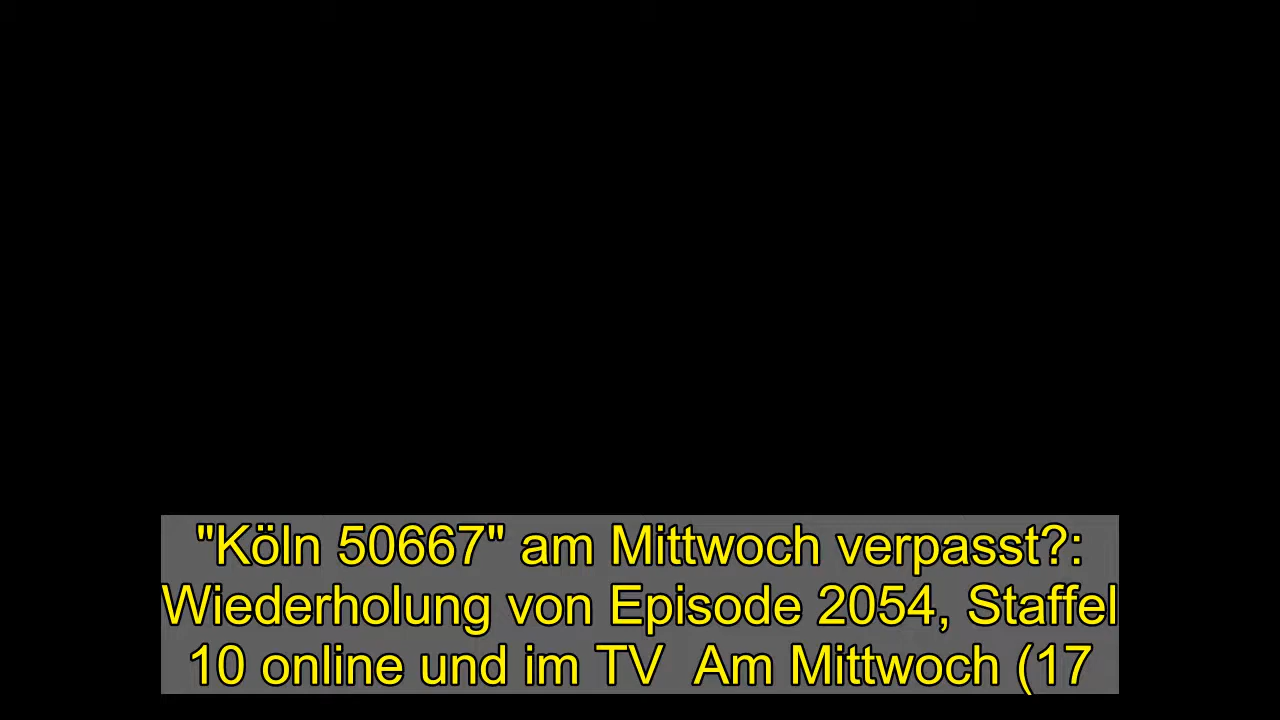 "Köln 50667" am Mittwoch verpasst?:
Wiederholung von Episode 2054, Staffel
10 online und im TV  Am Mittwoch (17